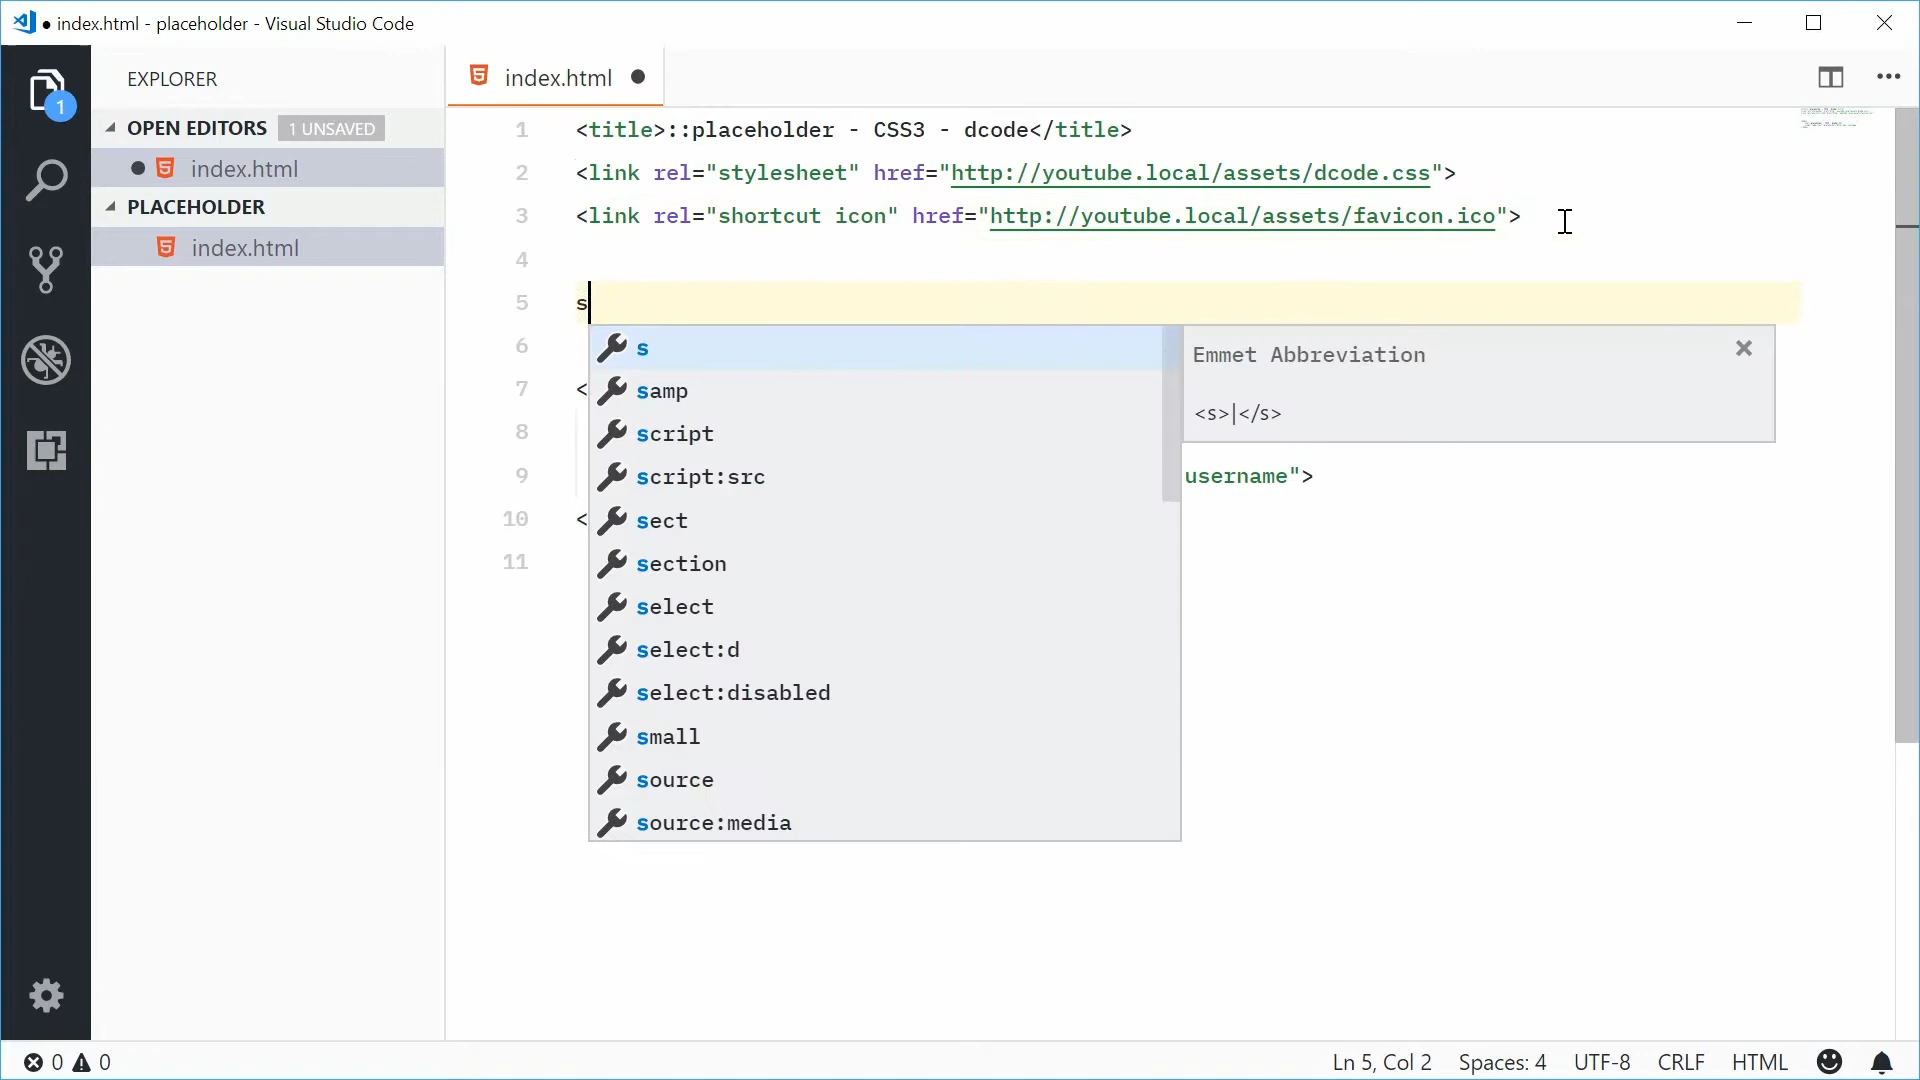 index.html - placeholder - Visual Studio Code
1
EXPLORER
OPEN EDITORS 1 UNSAVED
index.html
PLACEHOLDER
index.html
index.html
1 <title>::placeholder - CSS3 - dcode</title>
2 <link rel="stylesheet" href="http://youtube.local/assets/dcode.css">
3 <link rel="shortcut icon" href="http://youtube.local/assets/favicon.ico">
4
5 s
6
7 <
8
9 username">
10 <
11
s
samp
script
script:src
sect
section
select
select:d
select:disabled
small
source
source:media
Emmet Abbreviation
<s>|</s>
0 0
Ln 5, Col 2 Spaces: 4 UTF-8 CRLF HTML